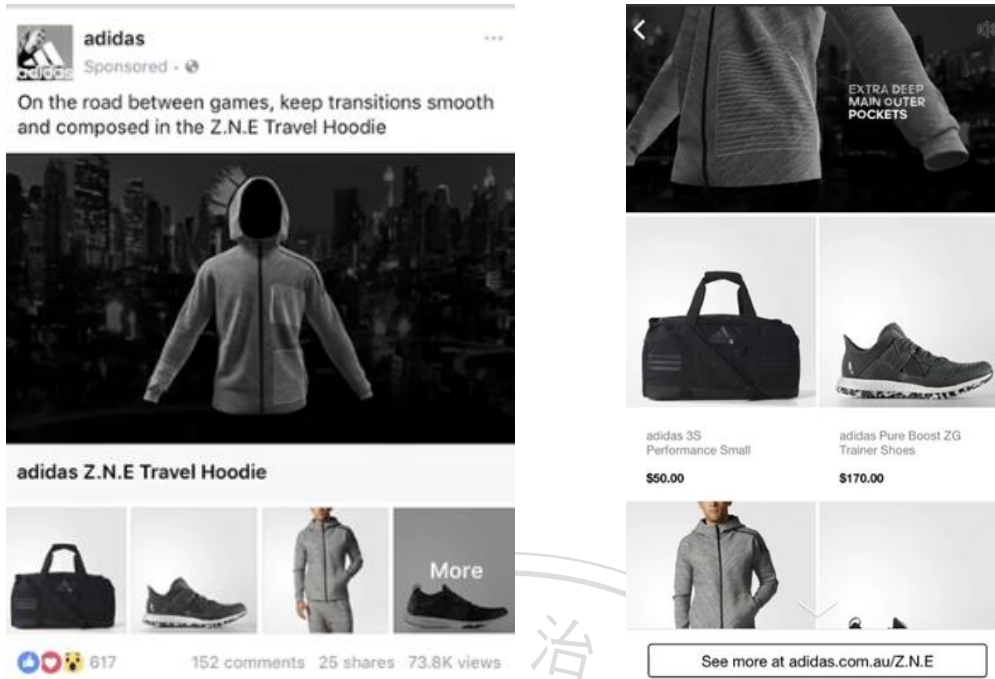 adidas
Sponsored ·
On the road between games, keep transitions smooth
and composed in the Z.N.E Travel Hoodie
adidas Z.N.E Travel Hoodie
More
617
152 comments 25 shares 73.8K views
EXTRA DEEP
MAIN OUTER
POCKETS
adidas 3S
Performance Small
$50.00
adidas Pure Boost ZG
Trainer Shoes
$170.00
See more at adidas.com.au/Z.N.E
治